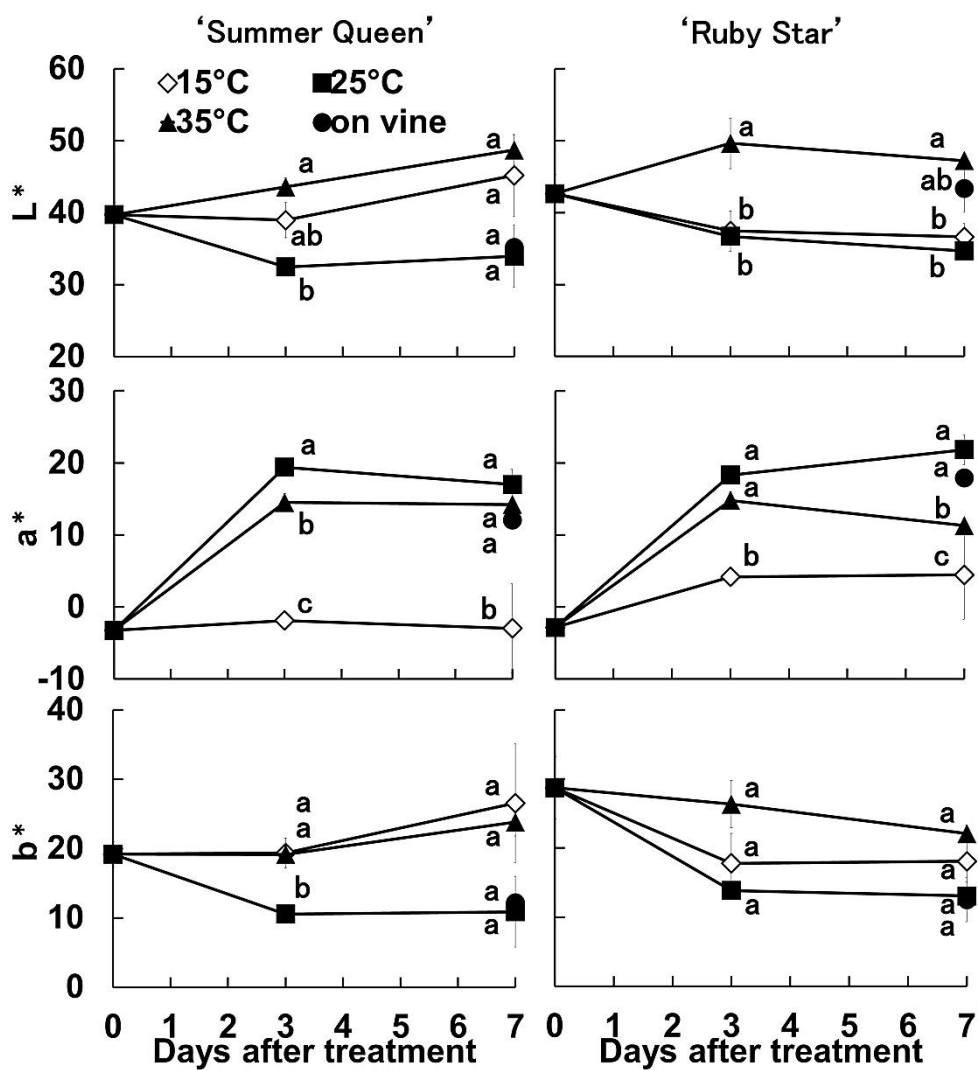 ‘Summer Queen’ ‘Ruby Star’
60
◇15°C ■25°C
▲35°C ●on vine
50
40
30
20
L*
a a ab a b a a
a a ab b b b b
30
20
10
0
-10
a*
a a b a a c b
a a a a b b c
40
30
20
10
0
b*
a a b a a a a
a a a a a a a
0 1 2 3 4 5 6 7 0 1 2 3 4 5 6 7
Days after treatment Days after treatment